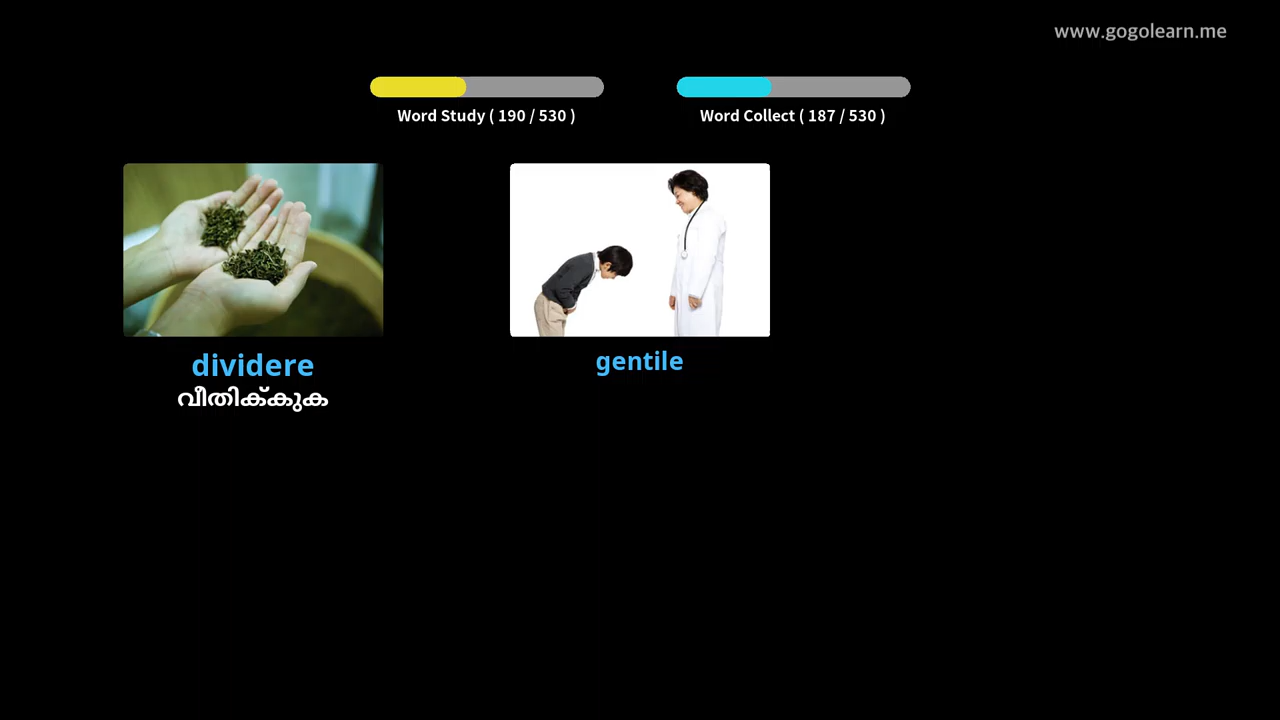 www.gogolearn.me
Word Study ( 190 / 530 )
Word Collect ( 187 / 530 )
dividere
വീതിക്കുക
gentile